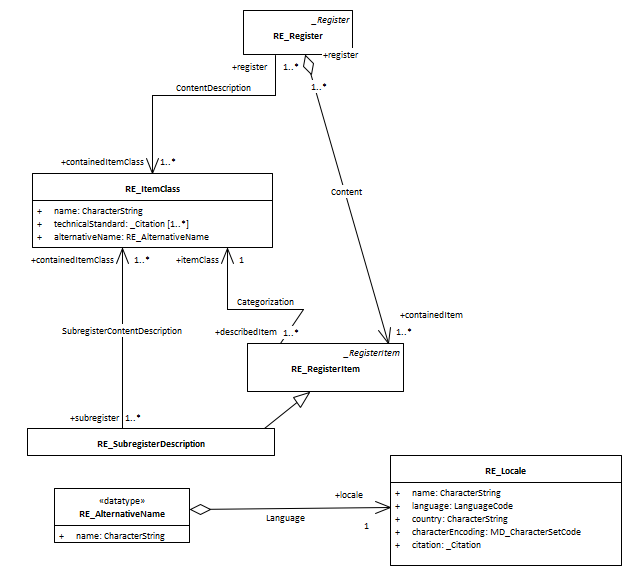 _Register
RE_Register
+register
+register
1..*
1..*
ContentDescription
+containedItemClass
1..*
Content
RE_ItemClass
+ name: CharacterString
+ technicalStandard: _Citation [1..*]
+ alternativeName: RE_AlternativeName
+containedItemClass
1..*
+itemClass
1
Categorization
+containedItem
SubregisterContentDescription
+describedItem
1..*
1..*
_RegisterItem
RE_RegisterItem
+subregister
1..*
RE_SubregisterDescription
RE_Locale
+ name: CharacterString
+ language: LanguageCode
+ country: CharacterString
+ characterEncoding: MD_CharacterSetCode
+ citation: _Citation
«datatype»
RE_AlternativeName
+ name: CharacterString
+locale
Language
1